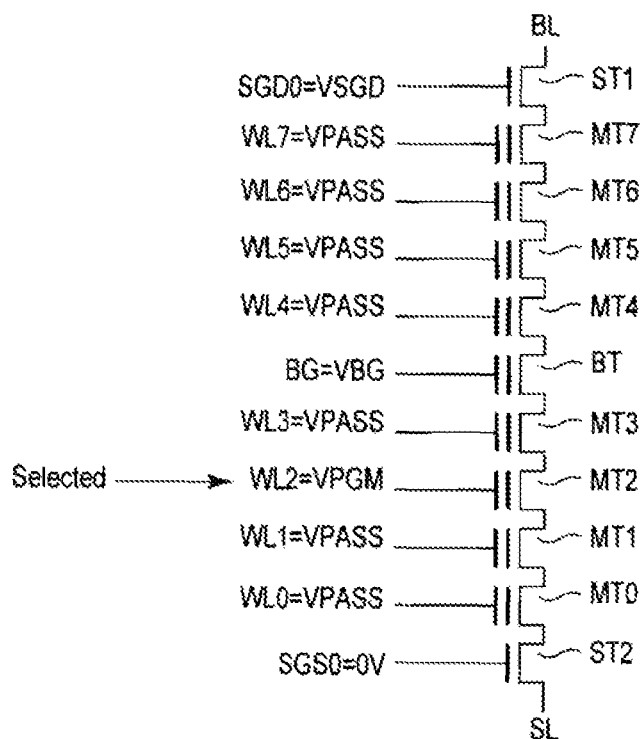 BL
SGD0=VSGD ST1
WL7=VPASS MT7
WL6=VPASS MT6
WL5=VPASS MT5
WL4=VPASS MT4
BG=VBG BT
WL3=VPASS MT3
Selected WL2=VPGM MT2
WL1=VPASS MT1
WL0=VPASS MT0
SGS0=0V ST2
SL